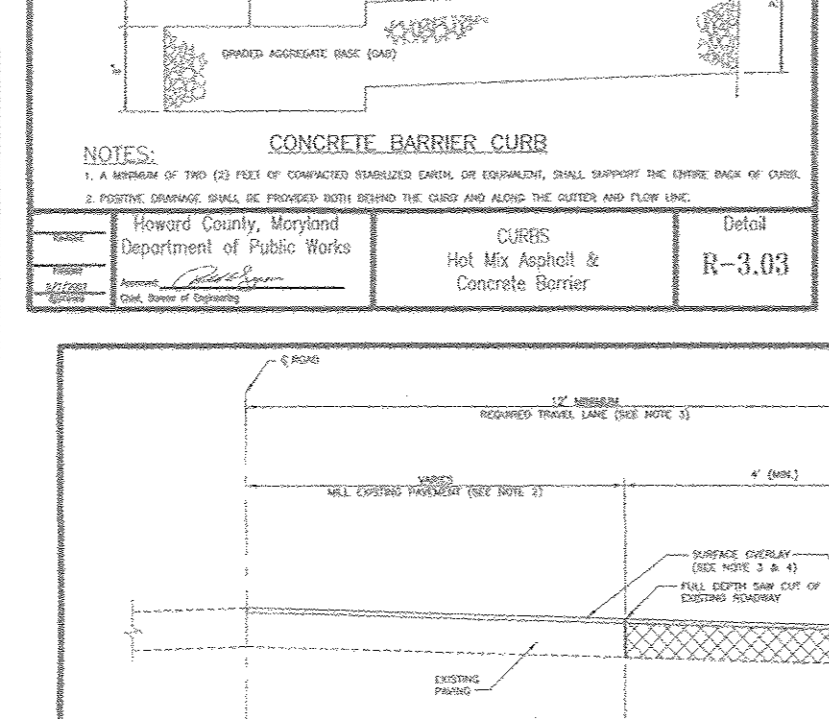 GRADED AGGREGATE BASE (GAB)
CONCRETE BARRIER CURB
NOTES:
1. A MINIMUM OF TWO (2) FEET OF COMPACTED STABILIZED EARTH, OR EQUIVALENT, SHALL SUPPORT THE ENTIRE BACK OF CURB.
2. POSITIVE DRAINAGE SHALL BE PROVIDED BOTH BEHIND THE CURB AND ALONG THE GUTTER AND FLOW LINE.
Howard County, Maryland
Department of Public Works
Approved:
Chief, Bureau of Engineering
CURBS
Hot Mix Asphalt &
Concrete Barrier
Detail
R-3.03
℄ ROAD
12' MINIMUM
REQUIRED TRAVEL LANE (SEE NOTE 3)
VARIES
MILL EXISTING PAVEMENT (SEE NOTE 2)
4' (MIN.)
SURFACE OVERLAY
(SEE NOTE 3 & 4)
FULL DEPTH SAW CUT OF
EXISTING ROADWAY
EXISTING
PAVING